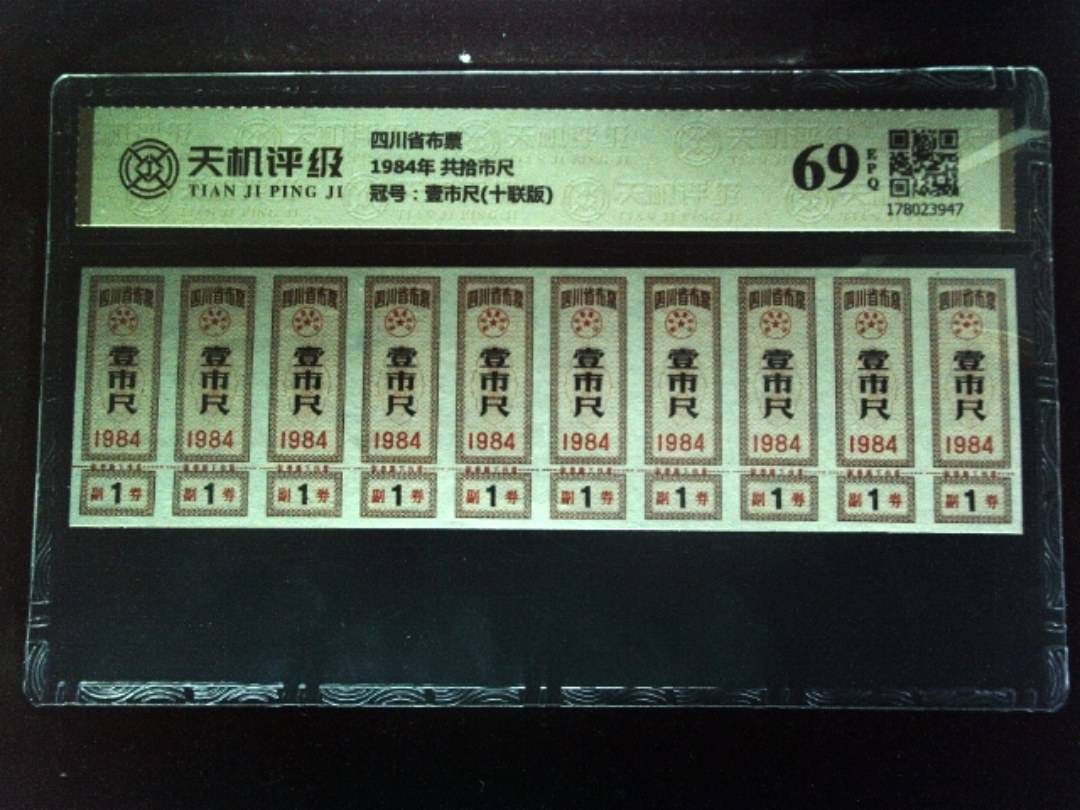 天机评级
TIAN JI PING JI
四川省布票
1984年 共拾市尺
冠号：壹市尺(十联版)
69
EPQ
178023947
四川省布票 四川省布票 四川省布票 四川省布票 四川省布票 四川省布票 四川省布票 四川省布票 四川省布票 四川省布票
壹市尺 壹市尺 壹市尺 壹市尺 壹市尺 壹市尺 壹市尺 壹市尺 壹市尺 壹市尺
1984 1984 1984 1984 1984 1984 1984 1984 1984 1984
副1券 副1券 副1券 副1券 副1券 副1券 副1券 副1券 副1券 副1券